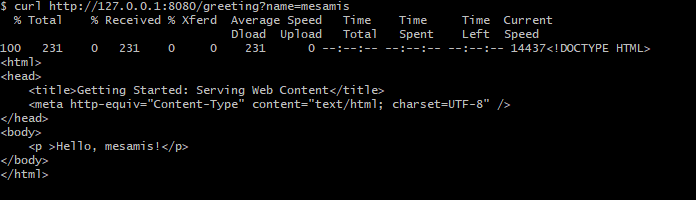 $ curl http://127.0.0.1:8080/greeting?name=mesamis
  % Total    % Received % Xferd  Average Speed   Time    Time     Time  Current
                                 Dload  Upload   Total   Spent    Left  Speed
100   231    0   231    0     0    231      0 --:--:-- --:--:-- --:--:-- 14437<!DOCTYPE HTML>
<html>
<head>
    <title>Getting Started: Serving Web Content</title>
    <meta http-equiv="Content-Type" content="text/html; charset=UTF-8" />
</head>
<body>
    <p >Hello, mesamis!</p>
</body>
</html>